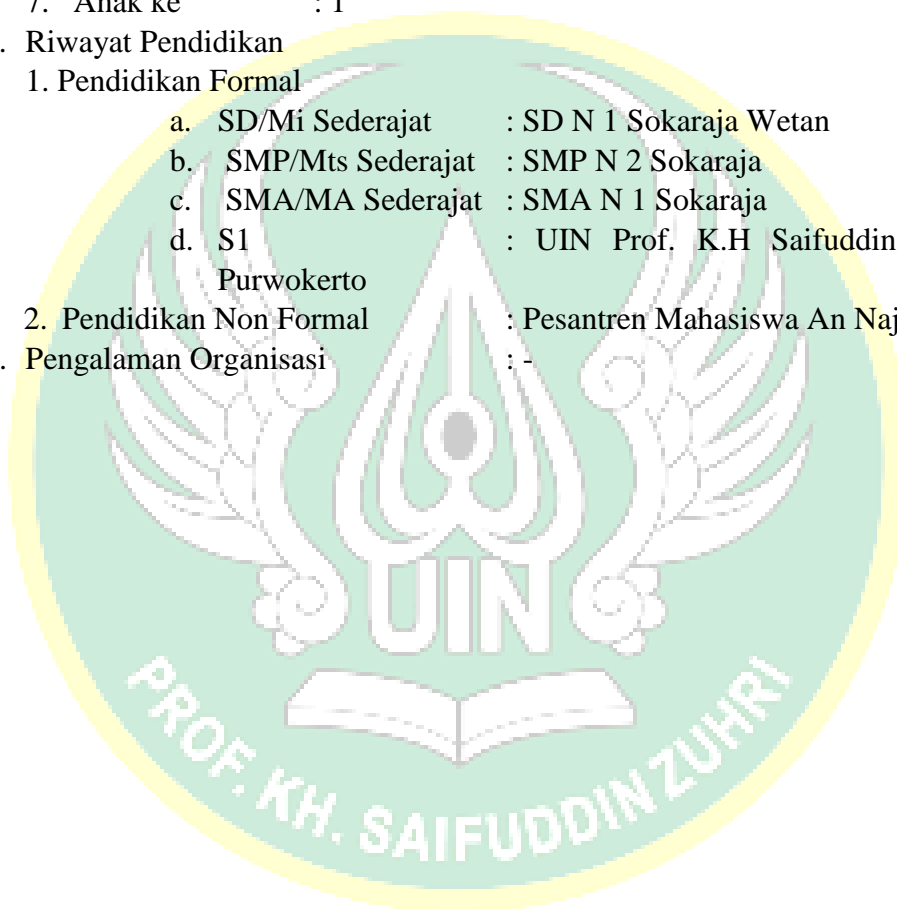 7. Anak ke : 1
. Riwayat Pendidikan
1. Pendidikan Formal
a. SD/Mi Sederajat : SD N 1 Sokaraja Wetan
b. SMP/Mts Sederajat : SMP N 2 Sokaraja
c. SMA/MA Sederajat : SMA N 1 Sokaraja
d. S1 : UIN Prof. K.H Saifuddin
Purwokerto
2. Pendidikan Non Formal : Pesantren Mahasiswa An Naj
. Pengalaman Organisasi : -
UIN
PROF. KH. SAIFUDDIN ZUHRI